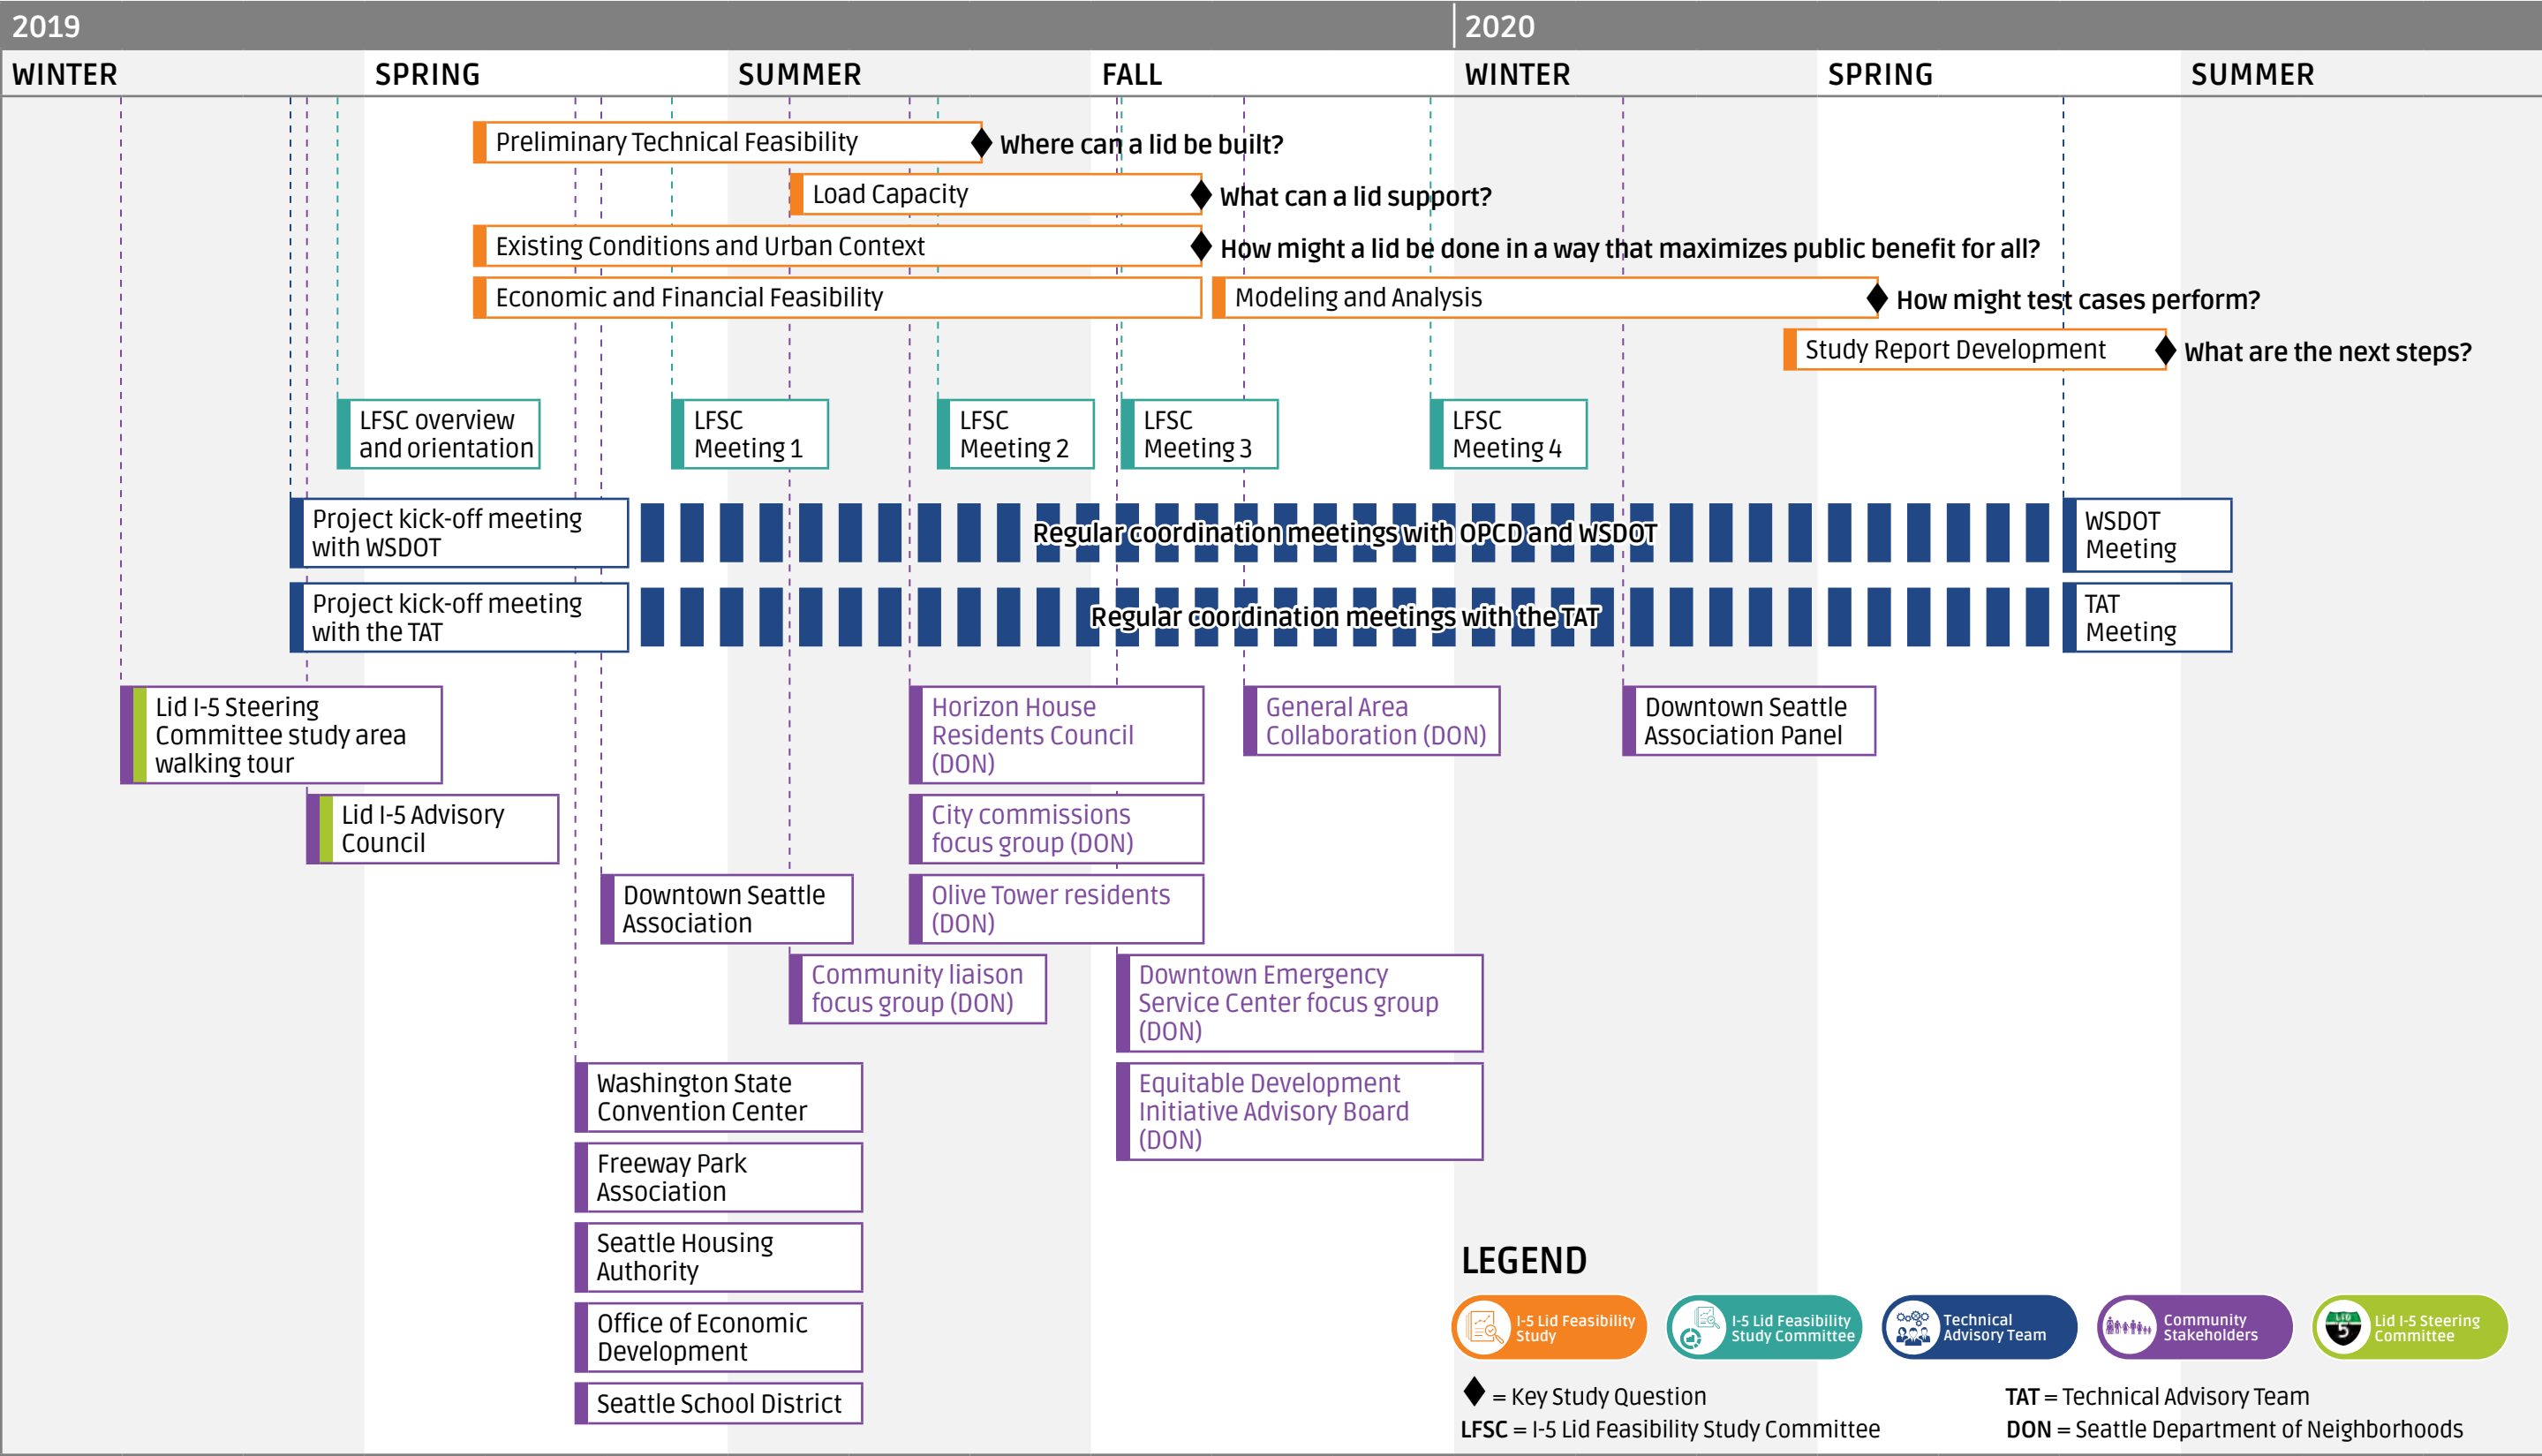 2019
2020
WINTER
SPRING
SUMMER
FALL
WINTER
SPRING
SUMMER
Preliminary Technical Feasibility
Where can a lid be built?
Load Capacity
What can a lid support?
Existing Conditions and Urban Context
How might a lid be done in a way that maximizes public benefit for all?
Economic and Financial Feasibility
Modeling and Analysis
How might test cases perform?
Study Report Development
What are the next steps?
LFSC overview
and orientation
LFSC
Meeting 1
LFSC
Meeting 2
LFSC
Meeting 3
LFSC
Meeting 4
Project kick-off meeting
with WSDOT
Regular coordination meetings with OPCD and WSDOT
WSDOT
Meeting
Project kick-off meeting
with the TAT
Regular coordination meetings with the TAT
TAT
Meeting
Lid I-5 Steering
Committee study area
walking tour
Horizon House
Residents Council
(DON)
General Area
Collaboration (DON)
Downtown Seattle
Association Panel
Lid I-5 Advisory
Council
City commissions
focus group (DON)
Downtown Seattle
Association
Olive Tower residents
(DON)
Community liaison
focus group (DON)
Downtown Emergency
Service Center focus group
(DON)
Washington State
Convention Center
Equitable Development
Initiative Advisory Board
(DON)
Freeway Park
Association
Seattle Housing
Authority
Office of Economic
Development
Seattle School District
LEGEND
I-5 Lid Feasibility
Study
I-5 Lid Feasibility
Study Committee
Technical
Advisory Team
Community
Stakeholders
LID
5
Lid I-5 Steering
Committee
= Key Study Question
TAT = Technical Advisory Team
LFSC = I-5 Lid Feasibility Study Committee
DON = Seattle Department of Neighborhoods